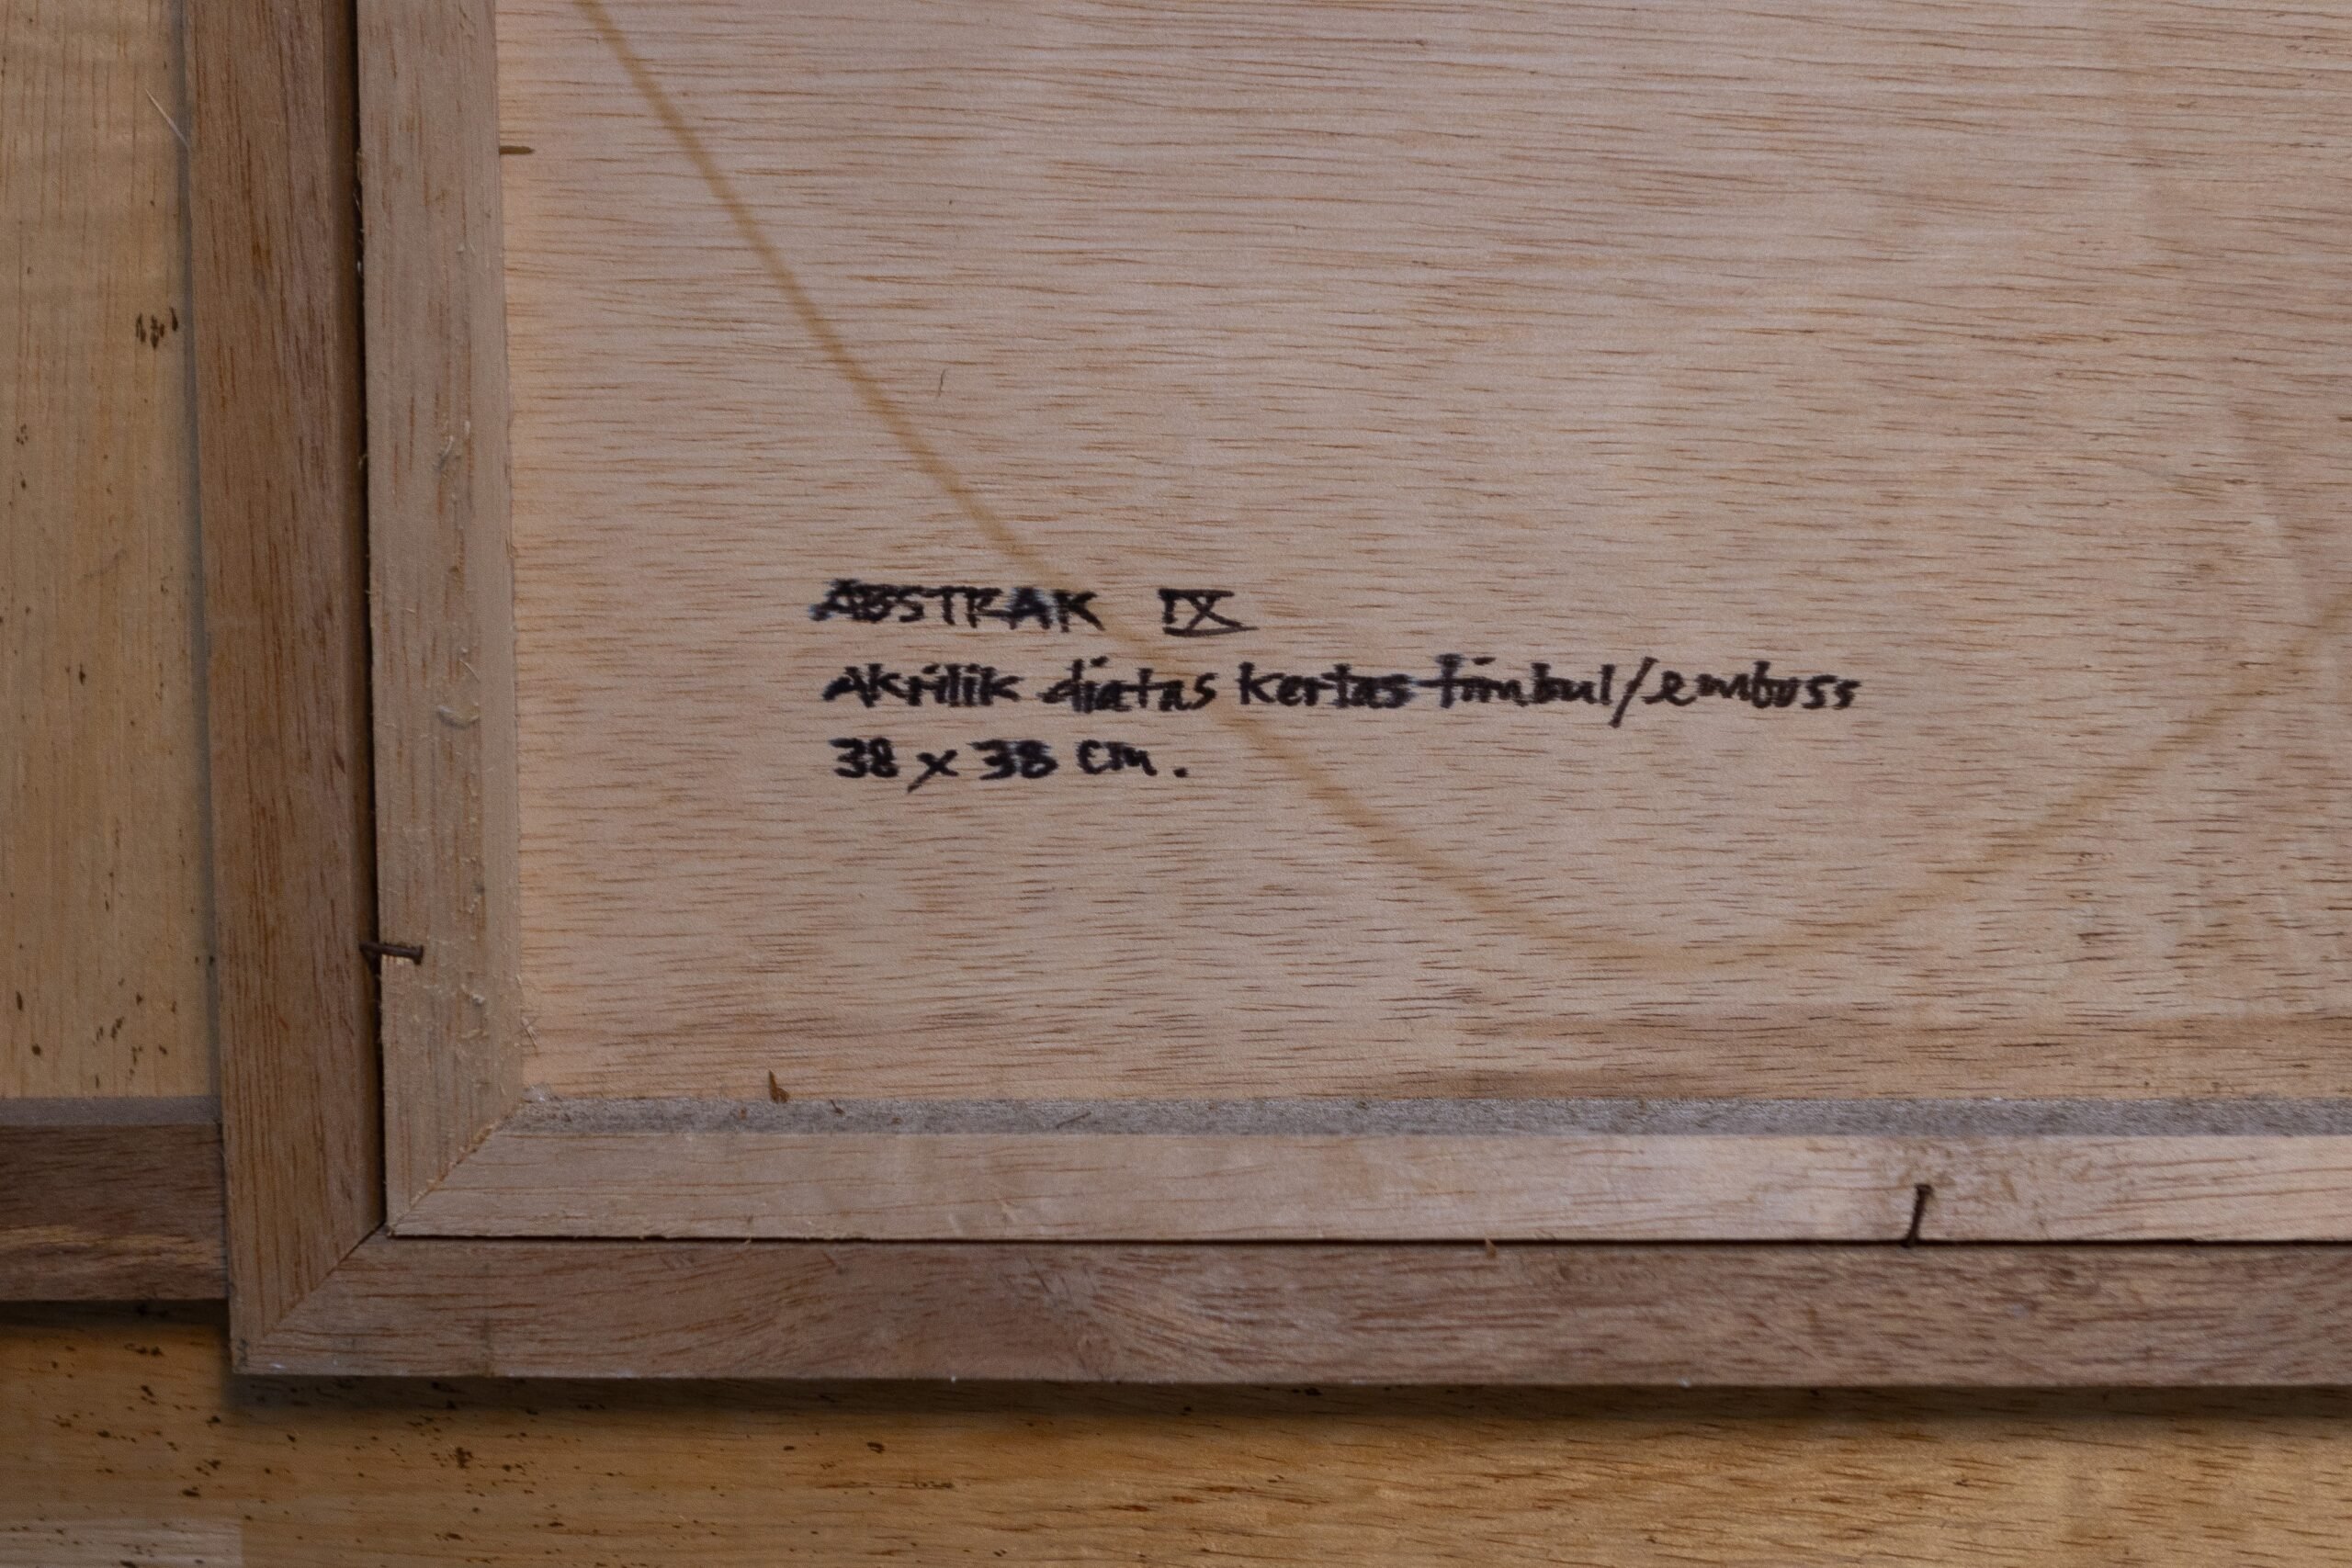 ABSTRAK IX
Akrilik diatas kertas timbul/emboss
38 x 38 cm.